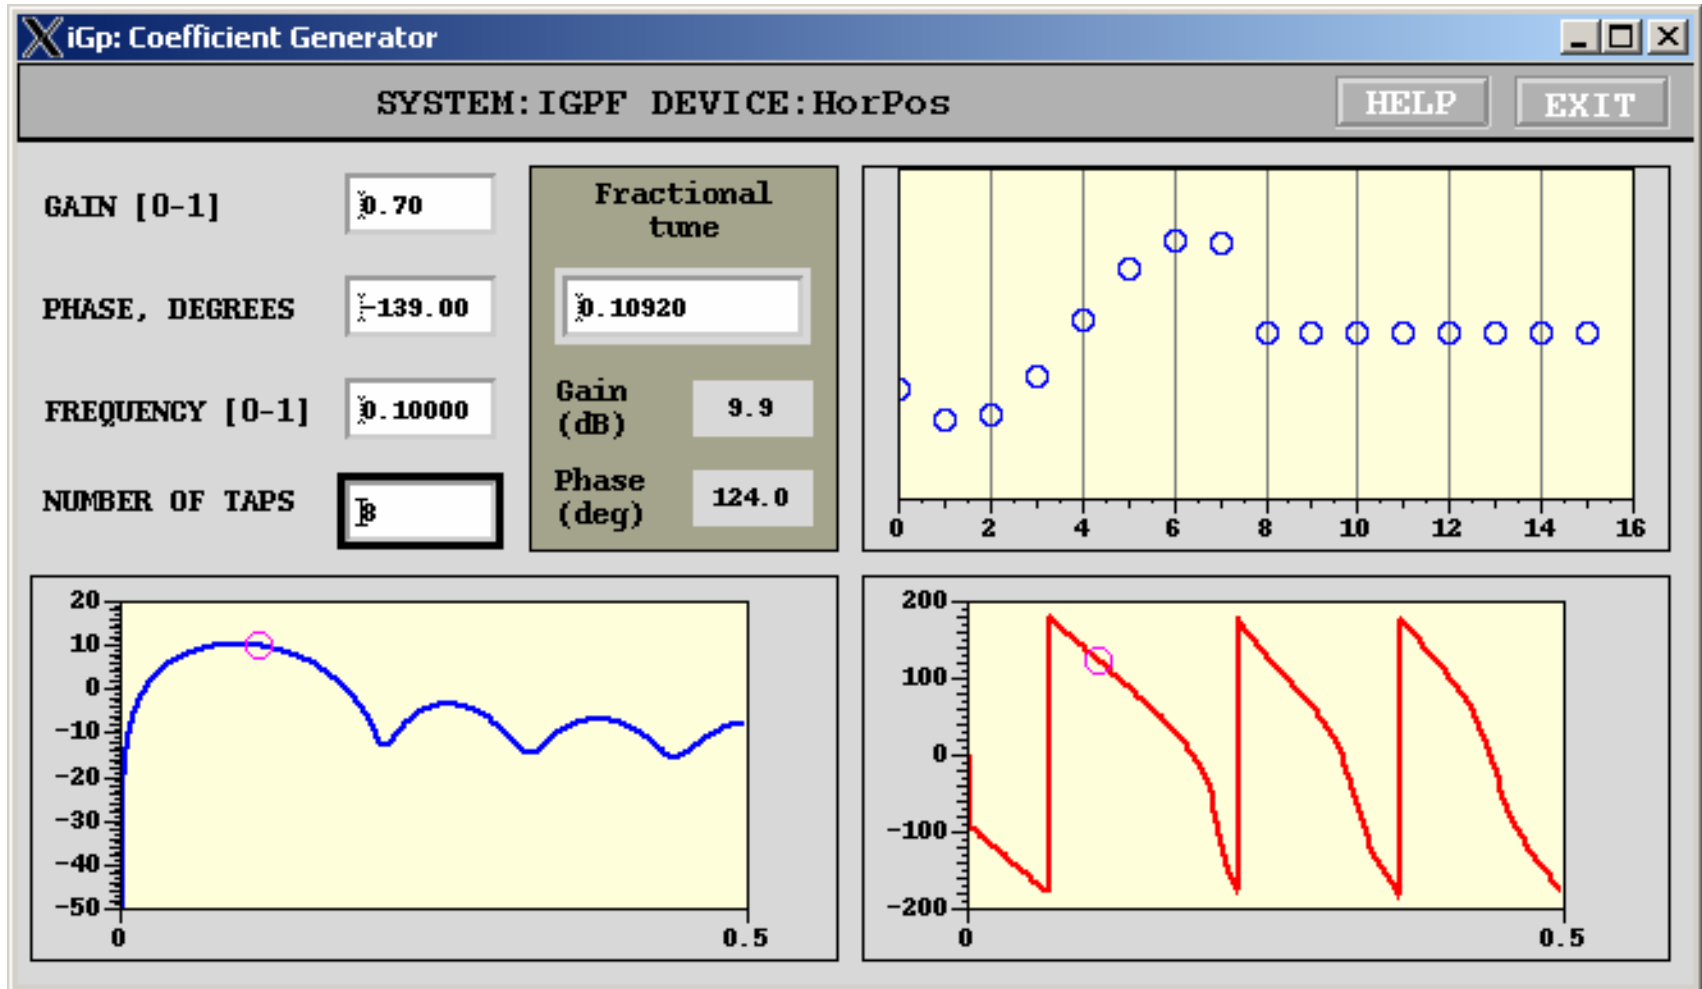 iGp: Coefficient Generator
SYSTEM:IGPF DEVICE:HorPos
HELP
EXIT
GAIN [0-1]
0.70
PHASE, DEGREES
-139.00
FREQUENCY [0-1]
0.10000
NUMBER OF TAPS
8
Fractional
tune
0.10920
Gain
(dB)
9.9
Phase
(deg)
124.0
0 2 4 6 8 10 12 14 16
20
10
0
-10
-20
-30
-40
-50
0 0.5
200
100
0
-100
-200
0 0.5